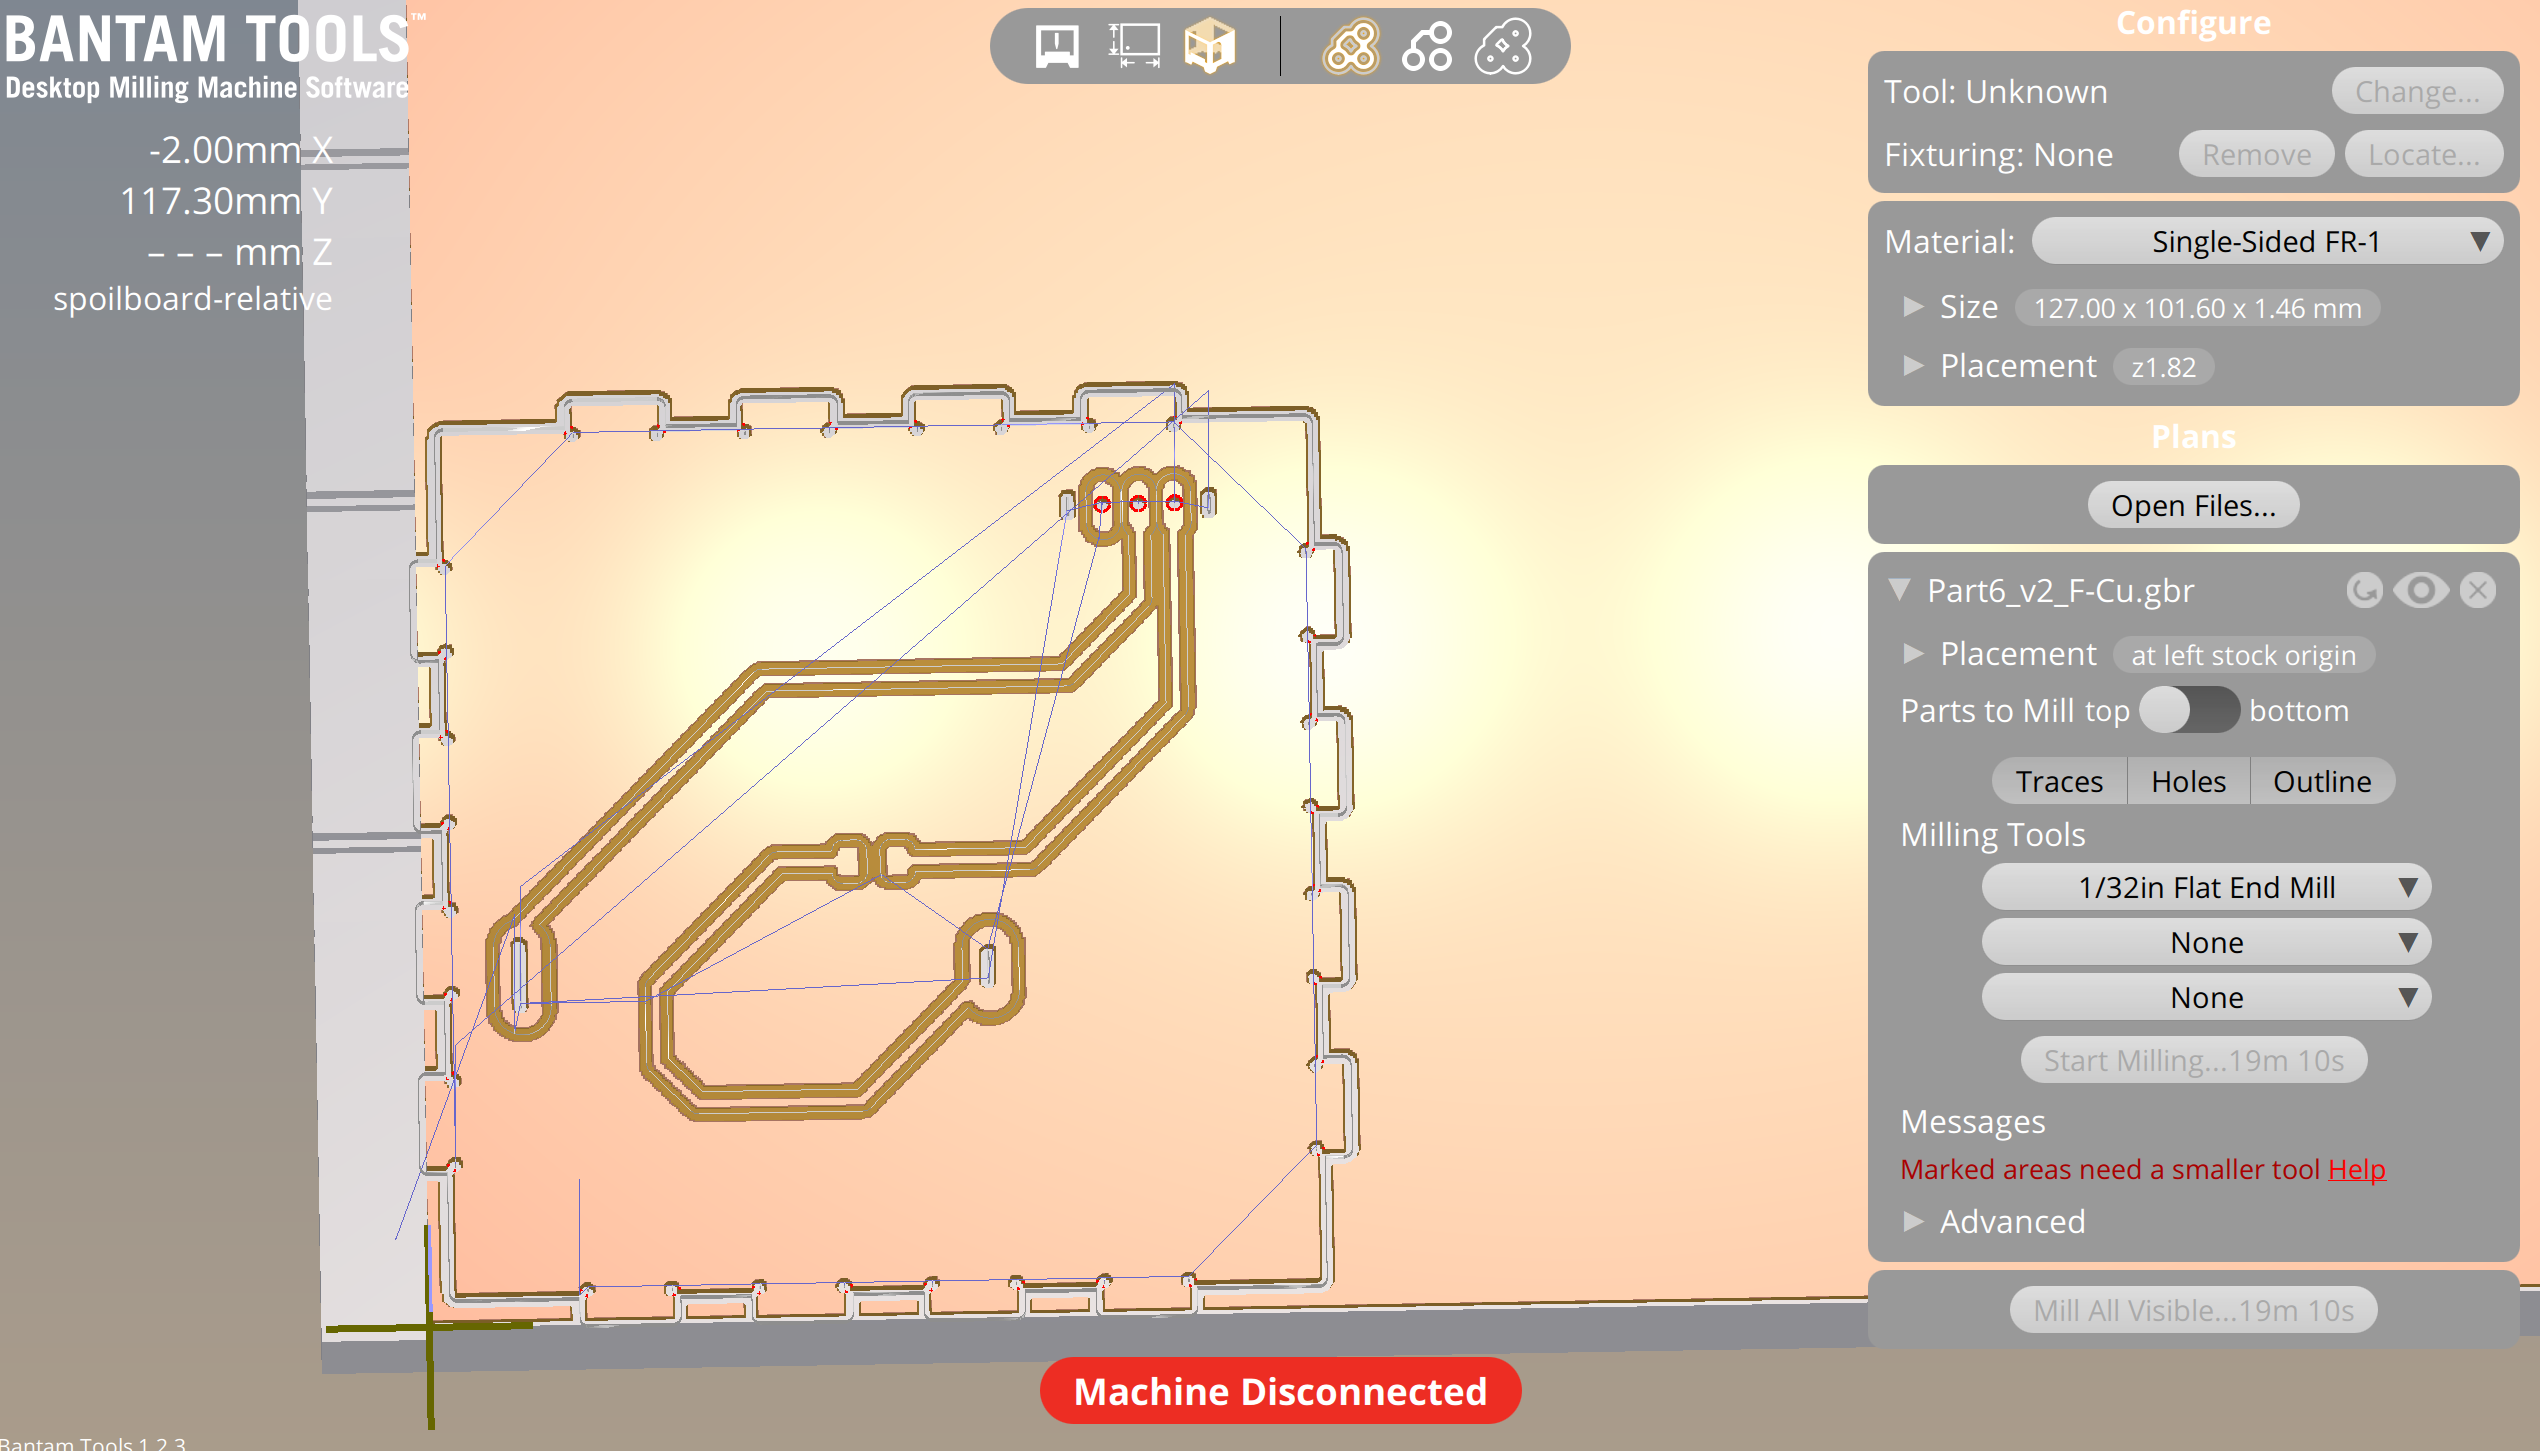 BANTAM TOOLS™
Desktop Milling Machine Software
-2.00mm X
117.30mm Y
– – – mm Z
spoilboard-relative
Configure
Tool: Unknown
Change...
Fixturing: None
Remove
Locate...
Material:
Single-Sided FR-1
Size
127.00 x 101.60 x 1.46 mm
Placement
z1.82
Plans
Open Files...
Part6_v2_F-Cu.gbr
Placement
at left stock origin
Parts to Mill top
bottom
Traces
Holes
Outline
Milling Tools
1/32in Flat End Mill
None
None
Start Milling...19m 10s
Messages
Marked areas need a smaller tool Help
Advanced
Mill All Visible...19m 10s
Machine Disconnected
Bantam Tools 1.2.3